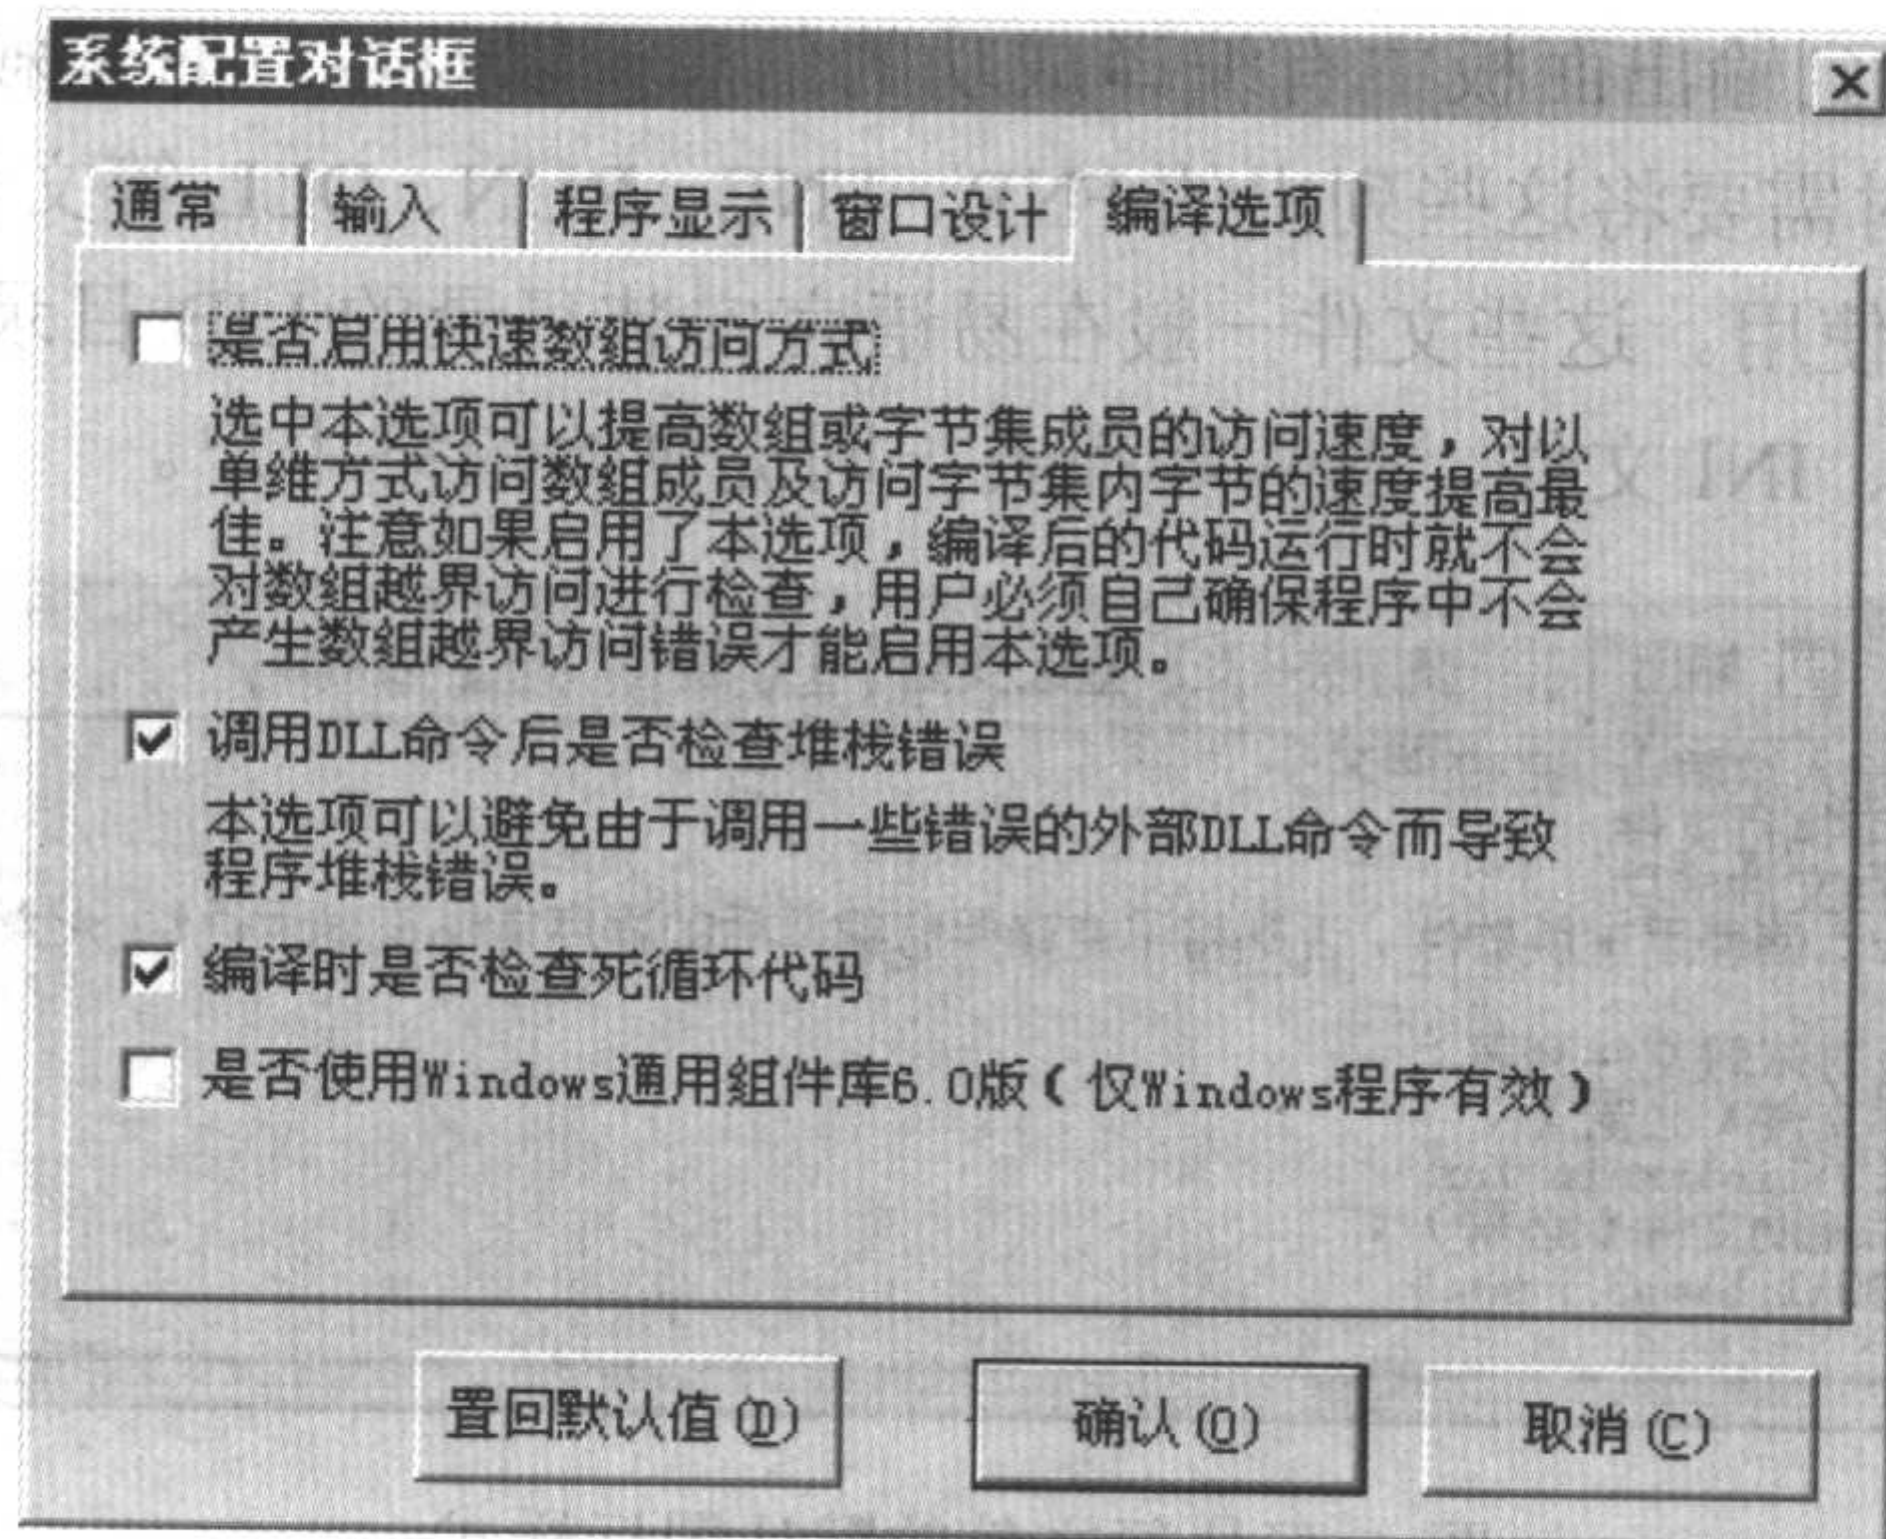 系统配置对话框
通常 输入 程序显示 窗口设计 编译选项
是否启用快速数组访问方式
选中本选项可以提高数组或字节集成员的访问速度，对以
单维方式访问数组成员及访问字节集内字节的速度提高最
佳。注意如果启用了本选项，编译后的代码运行时就不会
对数组越界访问进行检查，用户必须自己确保程序中不会
产生数组越界访问错误才能启用本选项。
调用DLL命令后是否检查堆栈错误
本选项可以避免由于调用一些错误的外部DLL命令而导致
程序堆栈错误。
编译时是否检查死循环代码
是否使用Windows通用组件库6.0版（仅Windows程序有效）
置回默认值(D) 确认(O) 取消(C)